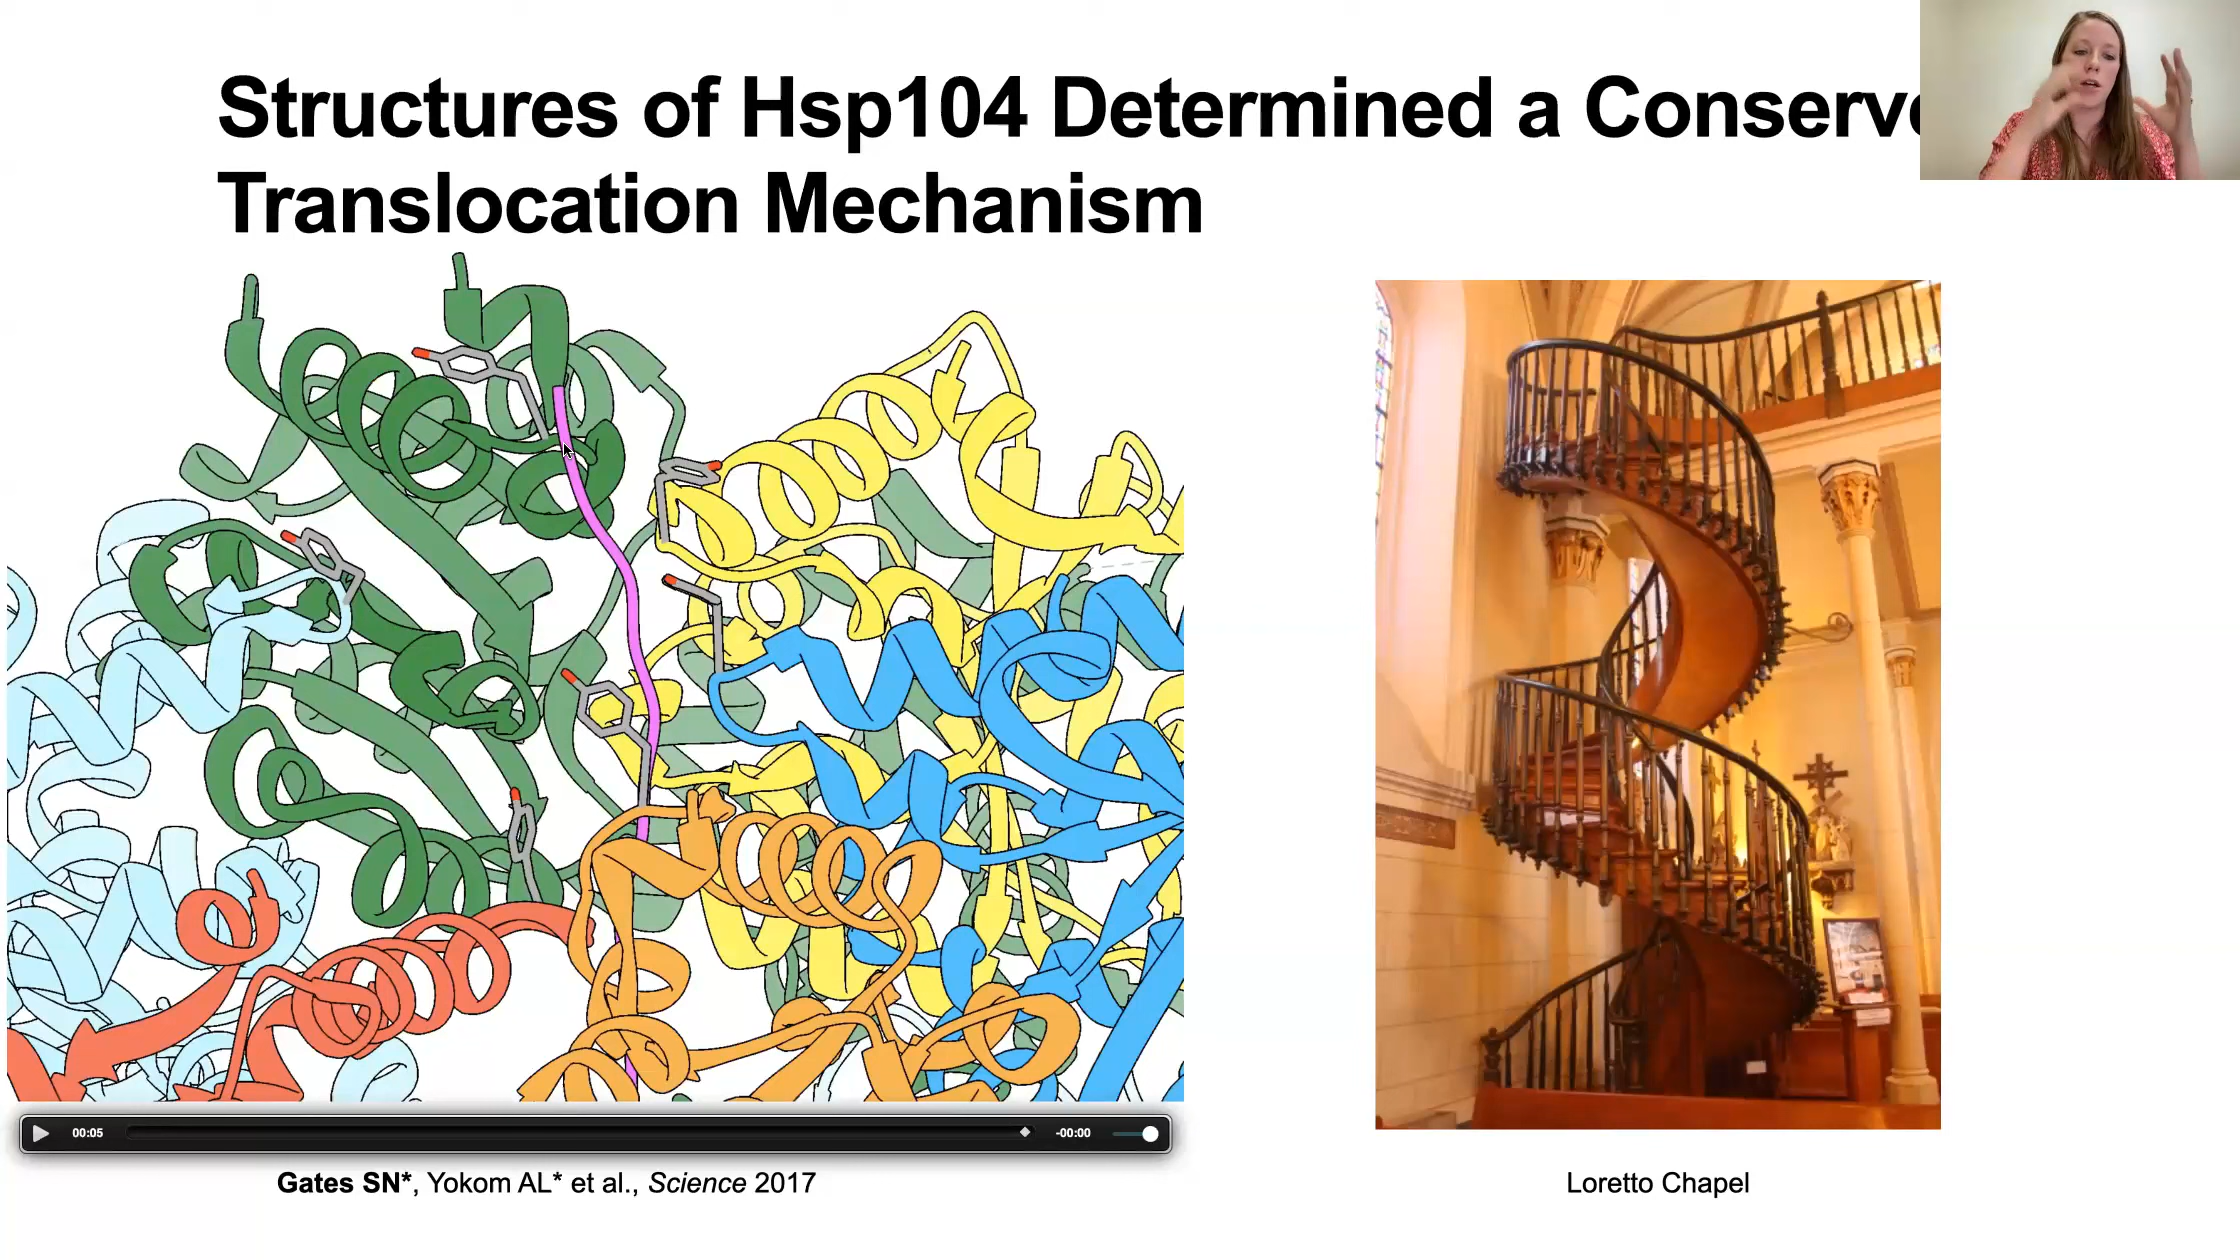 Structures of Hsp104 Determined a Conserve
Translocation Mechanism
00:05
-00:00
Gates SN*, Yokom AL* et al., Science 2017
Loretto Chapel